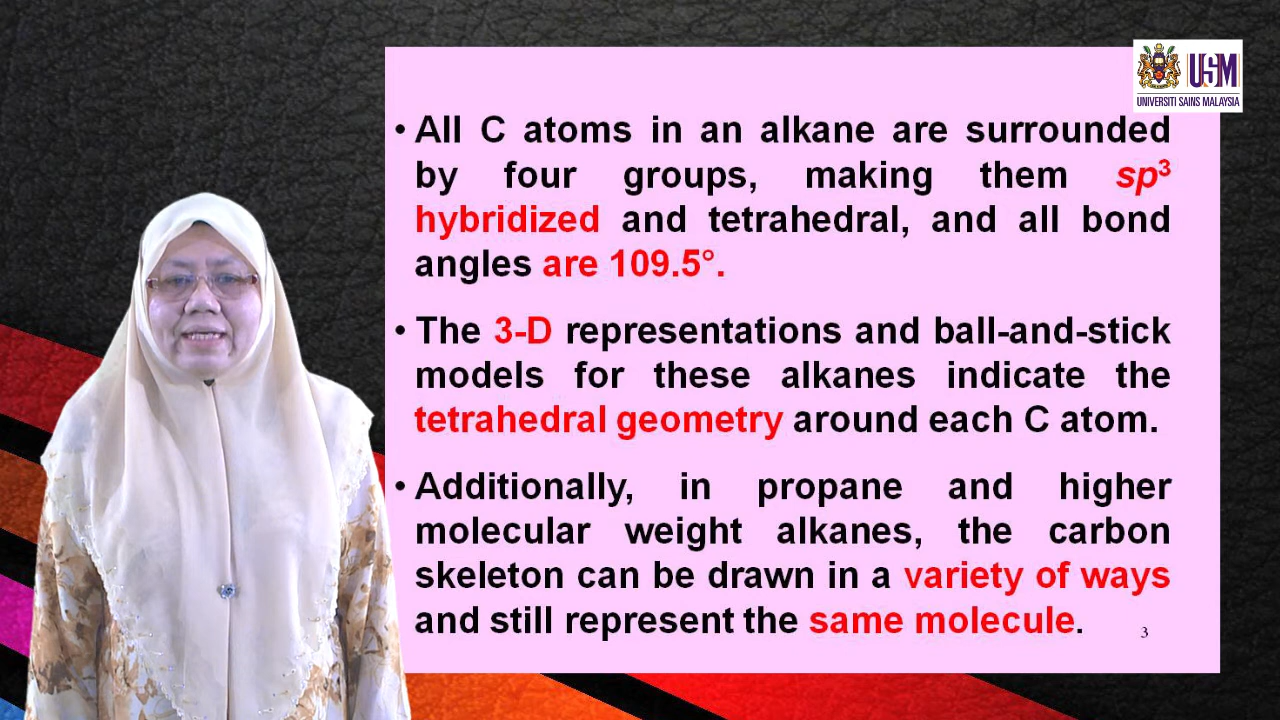 USM
UNIVERSITI SAINS MALAYSIA
• All C atoms in an alkane are surrounded
by four groups, making them sp³
hybridized and tetrahedral, and all bond
angles are 109.5°.
• The 3-D representations and ball-and-stick
models for these alkanes indicate the
tetrahedral geometry around each C atom.
• Additionally, in propane and higher
molecular weight alkanes, the carbon
skeleton can be drawn in a variety of ways
and still represent the same molecule.
3